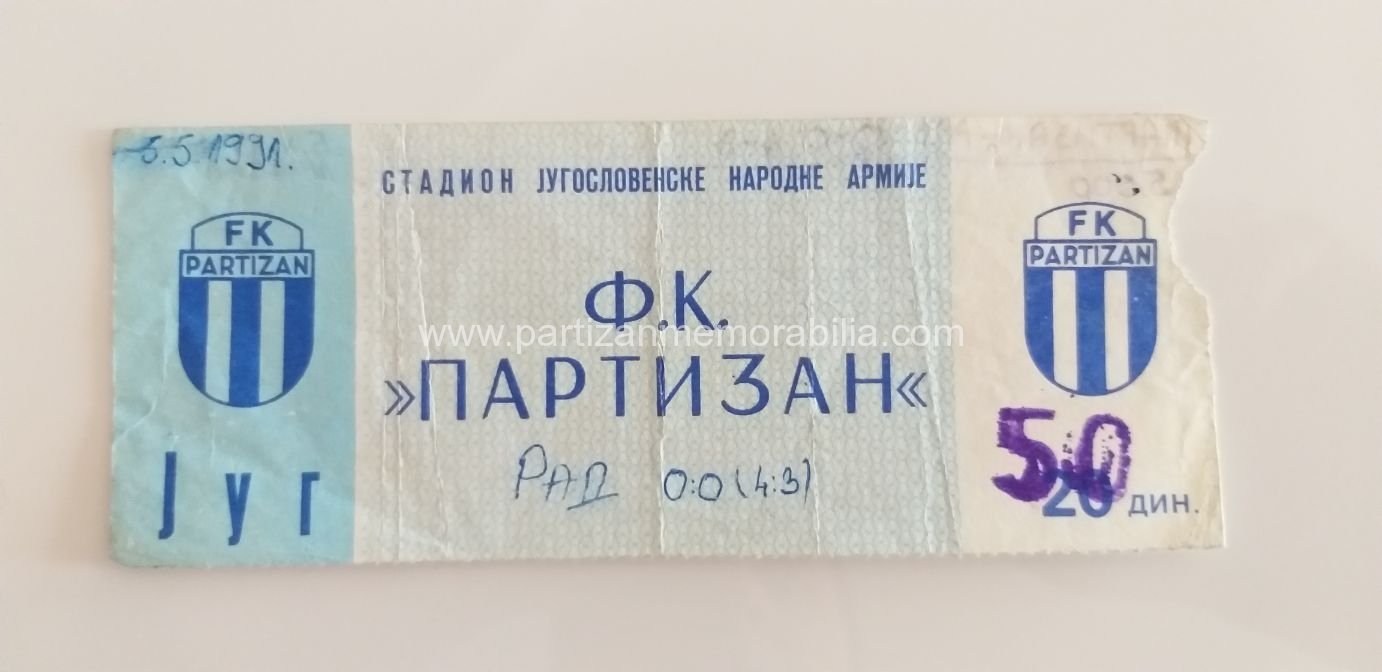 5.5.1991.
FK
PARTIZAN
Југ
СТАДИОН ЈУГОСЛОВЕНСКЕ НАРОДНЕ АРМИЈЕ
Ф.К.
»ПАРТИЗАН«
www.partizanmemorabilia.com
РАД 0:0 (4:3)
FK
PARTIZAN
50
20 ДИН.